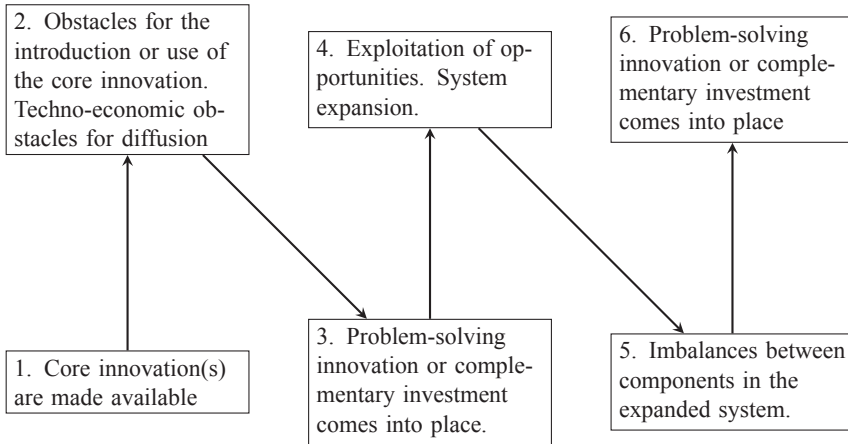 2. Obstacles for the
introduction or use of
the core innovation.
Techno-economic ob-
stacles for diffusion
4. Exploitation of op-
portunities. System
expansion.
6. Problem-solving
innovation or comple-
mentary investment
comes into place
1. Core innovation(s)
are made available
3. Problem-solving
innovation or comple-
mentary investment
comes into place.
5. Imbalances between
components in the
expanded system.